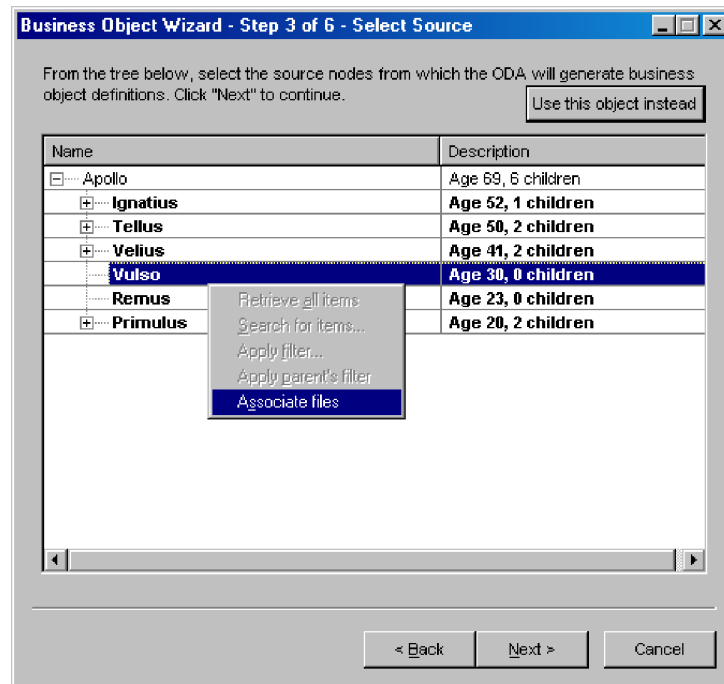 Business Object Wizard - Step 3 of 6 - Select Source
From the tree below, select the source nodes from which the ODA will generate business
object definitions. Click "Next" to continue.
Use this object instead
Name Description
Apollo Age 69, 6 children
Ignatius Age 52, 1 children
Tellus Age 50, 2 children
Velius Age 41, 2 children
Vulso Age 30, 0 children
Remus Age 23, 0 children
Primulus Age 20, 2 children
Retrieve all items
Search for items...
Apply filter...
Apply parent's filter
Associate files
< Back Next > Cancel